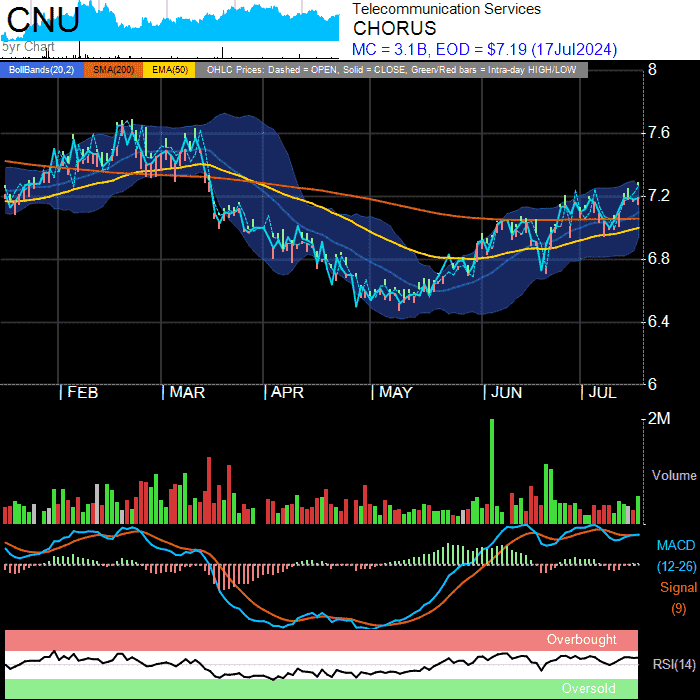 CNU
5yr Chart
Telecommunication Services
CHORUS
MC = 3.1B, EOD = $7.19 (17Jul2024)
BollBands(20,2) SMA(200) EMA(50) OHLC Prices: Dashed = OPEN, Solid = CLOSE, Green/Red bars = Intra-day HIGH/LOW
8
7.6
7.2
6.8
6.4
6
FEB MAR APR MAY JUN JUL
2M
Volume
MACD
(12-26)
Signal
(9)
Overbought
RSI(14)
Oversold